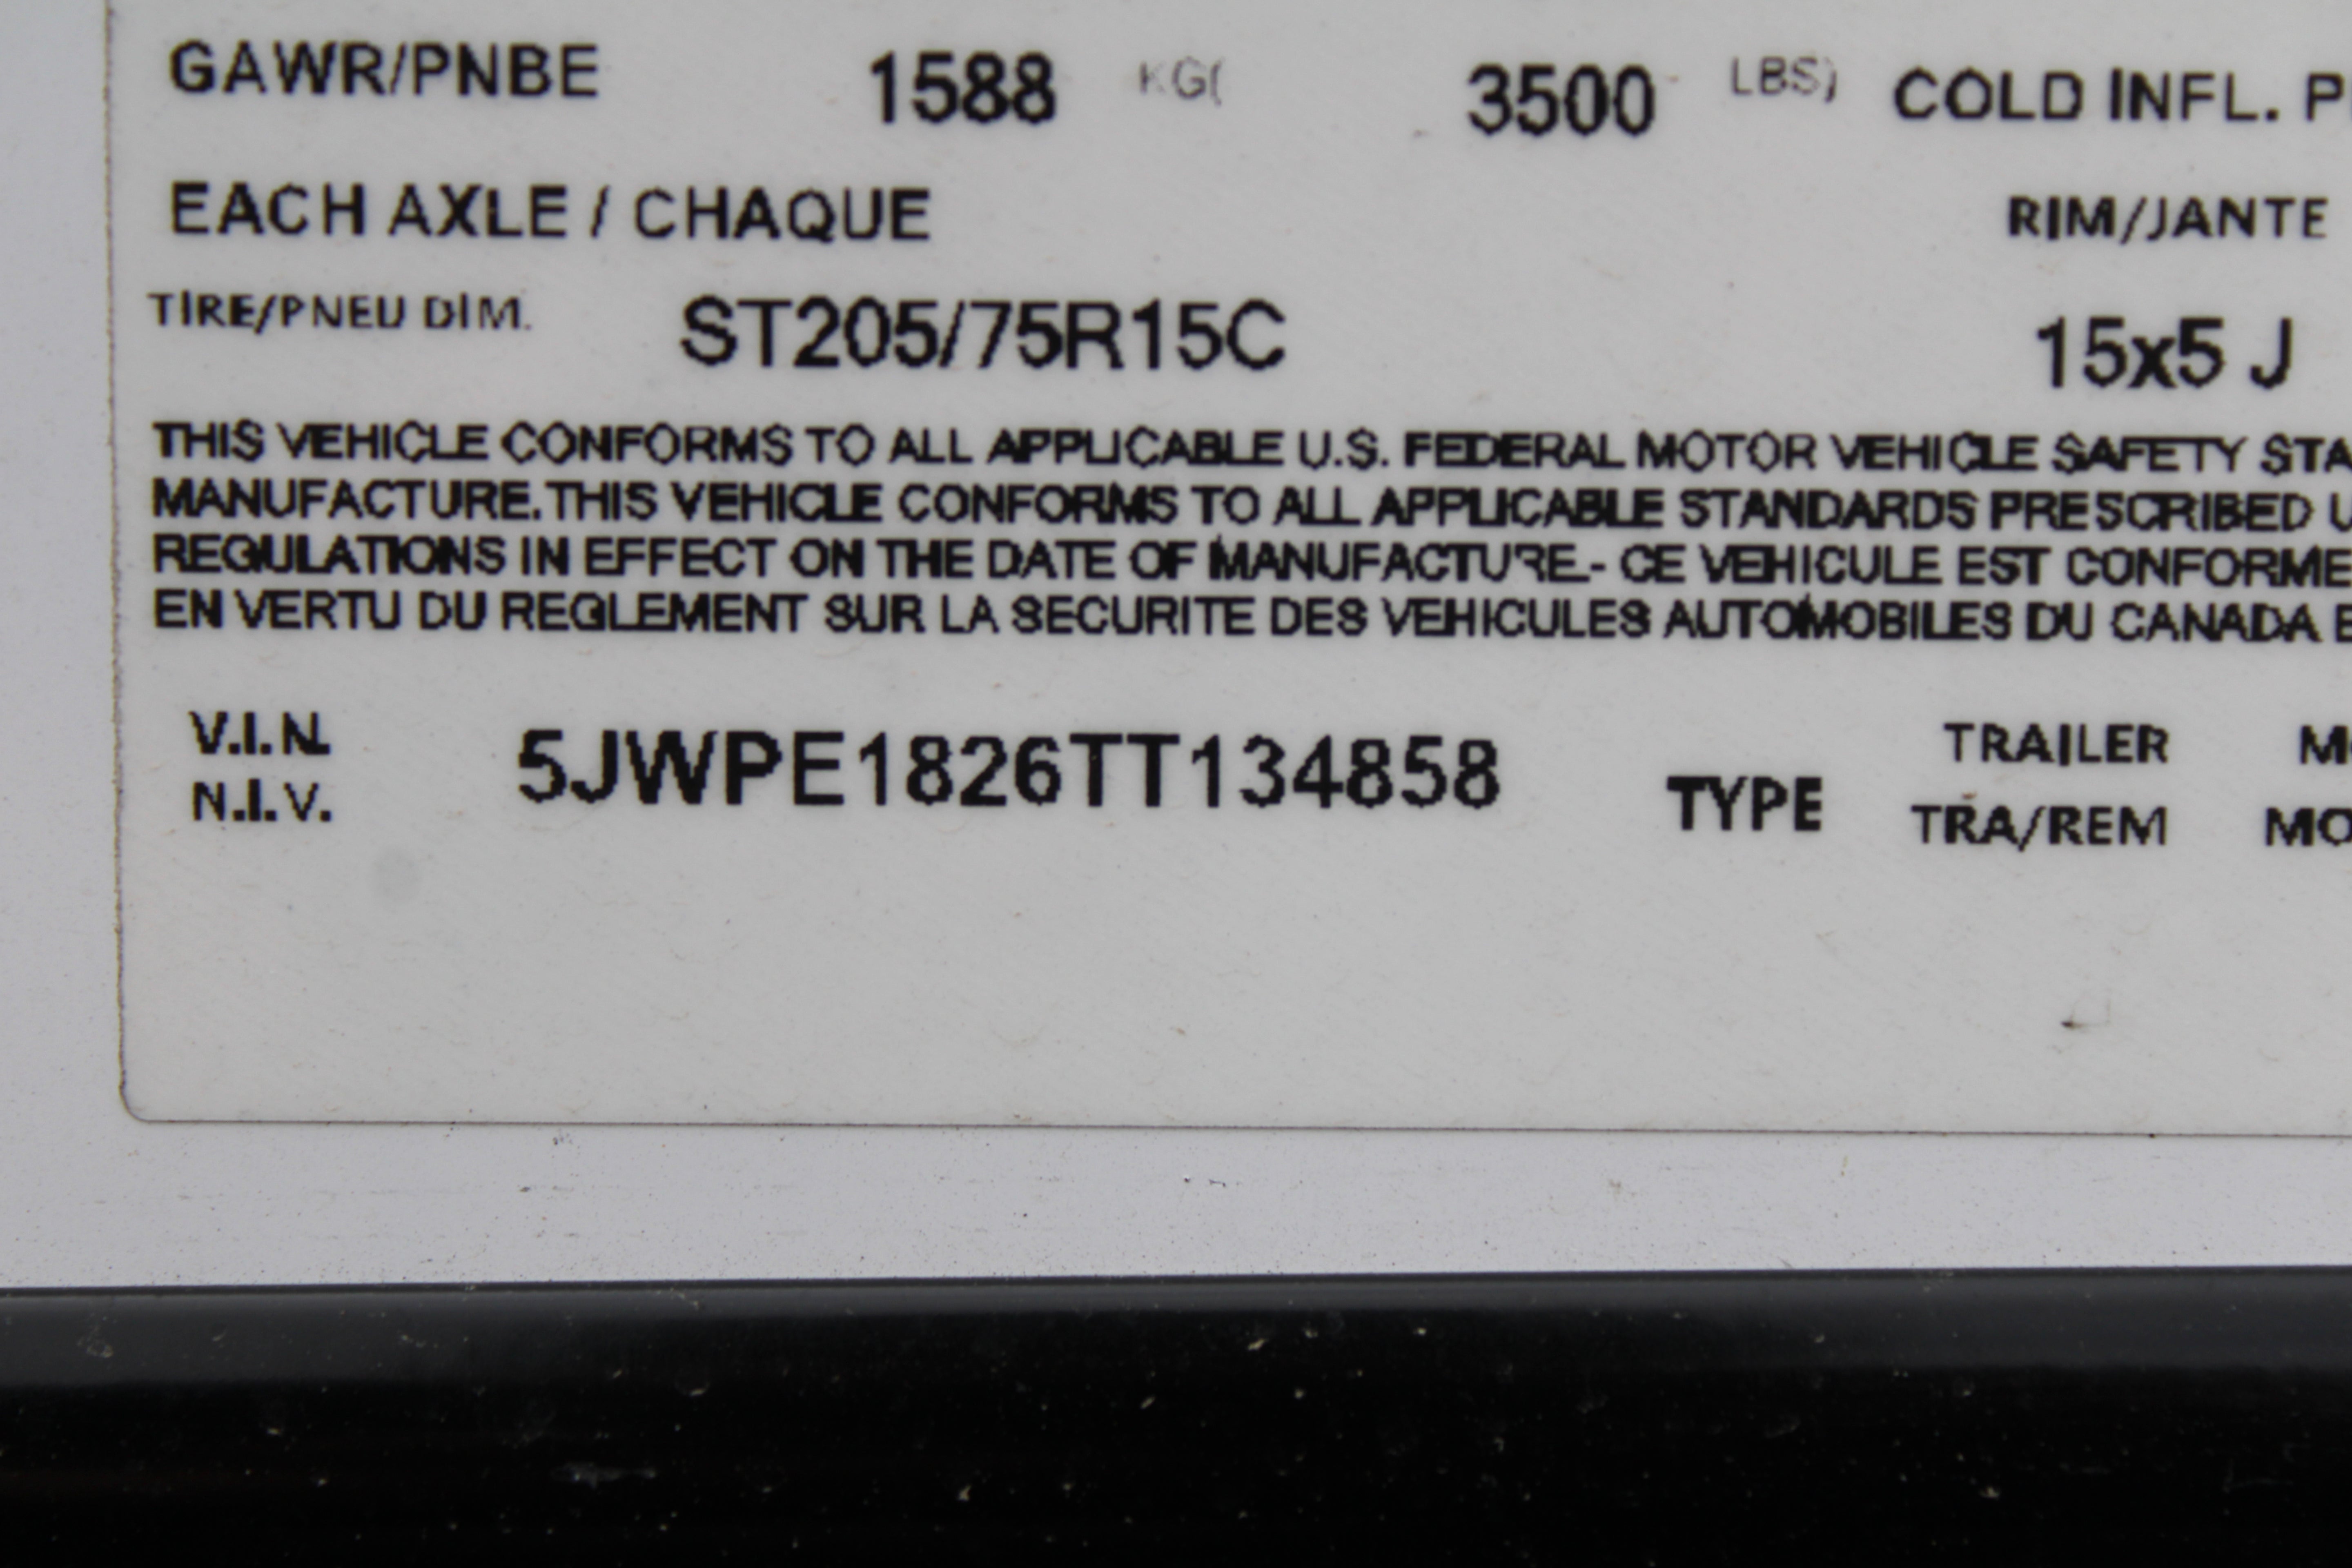 GAWR/PNBE 1588 KG( 3500 LBS) COLD INFL.
EACH AXLE / CHAQUE RIM/JANTE
TIRE/PNEU DIM. ST205/75R15C 15x5 J
THIS VEHICLE CONFORMS TO ALL APPLICABLE U.S. FEDERAL MOTOR VEHICLE SAFETY STA
MANUFACTURE. THIS VEHICLE CONFORMS TO ALL APPLICABLE STANDARDS PRESCRIBED
REGULATIONS IN EFFECT ON THE DATE OF MANUFACTURE.- CE VEHICULE EST CONFORME
EN VERTU DU REGLEMENT SUR LA SECURITE DES VEHICULES AUTOMOBILES DU CANADA
V.I.N. 5JWPE1826TT134858 TYPE TRAILER
N.I.V. TRA/REM